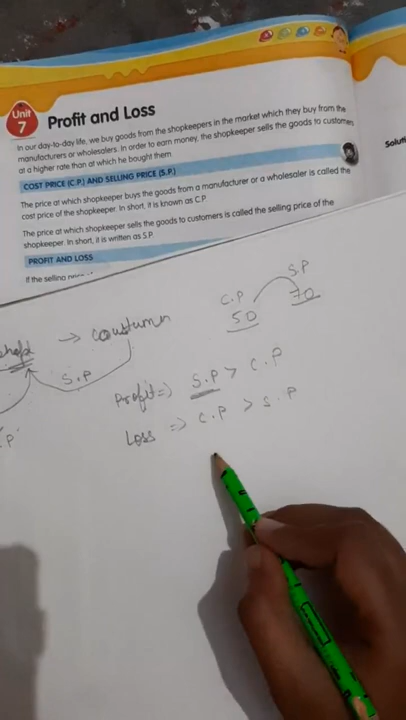 Unit
7
Profit and Loss
In our day-to-day life, we buy goods from the shopkeepers in the market which they buy from the
manufacturers or wholesalers. In order to earn money, the shopkeeper sells the goods to customers
at a higher rate than at which he bought them.
COST PRICE (C.P.) AND SELLING PRICE (S.P.)
The price at which shopkeeper buys the goods from a manufacturer or a wholesaler is called the
cost price of the shopkeeper. In short, it is known as C.P.
The price at which shopkeeper sells the goods to customers is called the selling price of the
shopkeeper. In short, it is written as S.P.
PROFIT AND LOSS
If the selling
C.P S.P
50 70
shop → coustumn
S.P
Profit => S.P > C.P
Loss => C.P > S.P